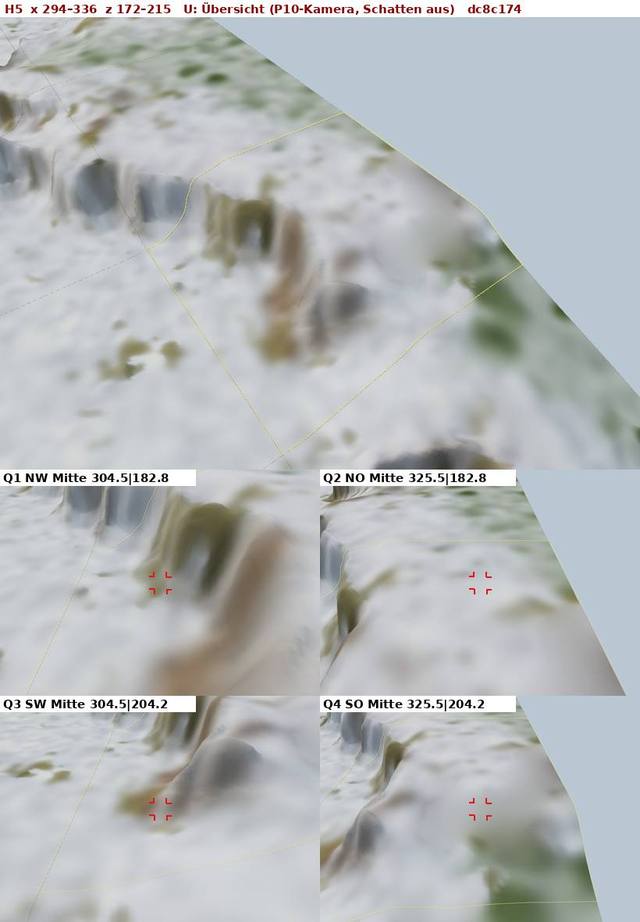 H5 x 294–336 z 172–215 U: Übersicht (P10-Kamera, Schatten aus) dc8c174
Q1 NW Mitte 304.5|182.8
Q2 NO Mitte 325.5|182.8
Q3 SW Mitte 304.5|204.2
Q4 SO Mitte 325.5|204.2